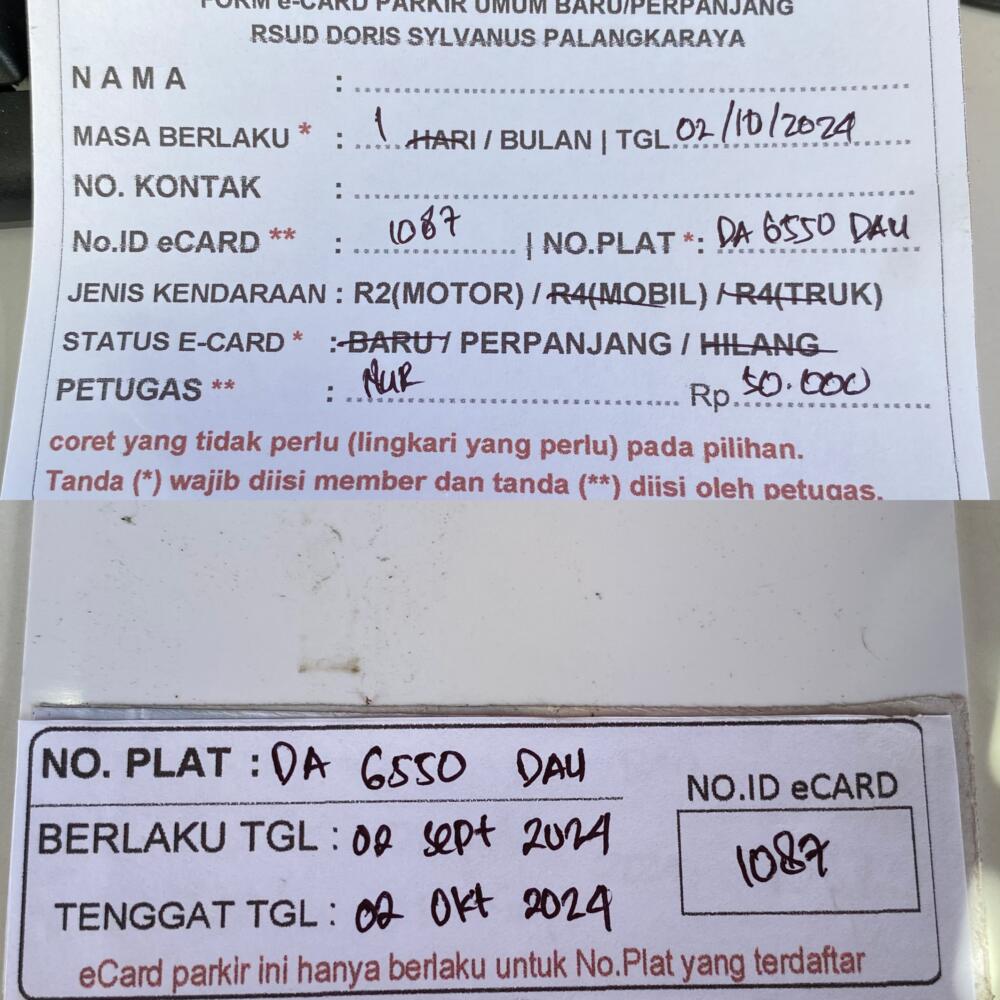 FORM e-CARD PARKIR UMUM BARU/PERPANJANG
RSUD DORIS SYLVANUS PALANGKARAYA
NAMA :
MASA BERLAKU * : 1 HARI / BULAN | TGL. 02/10/2024
NO. KONTAK :
No.ID eCARD ** : 1087 | NO.PLAT *: DA 6550 DAU
JENIS KENDARAAN : R2(MOTOR) / R4(MOBIL) / R4(TRUK)
STATUS E-CARD * : BARU / PERPANJANG / HILANG
PETUGAS ** : NUR Rp. 50.000
coret yang tidak perlu (lingkari yang perlu) pada pilihan.
Tanda (*) wajib diisi member dan tanda (**) diisi oleh petugas.
NO. PLAT : DA 6550 DAU
NO.ID eCARD
BERLAKU TGL : 02 Sept 2024
1087
TENGGAT TGL : 02 Okt 2024
eCard parkir ini hanya berlaku untuk No.Plat yang terdaftar